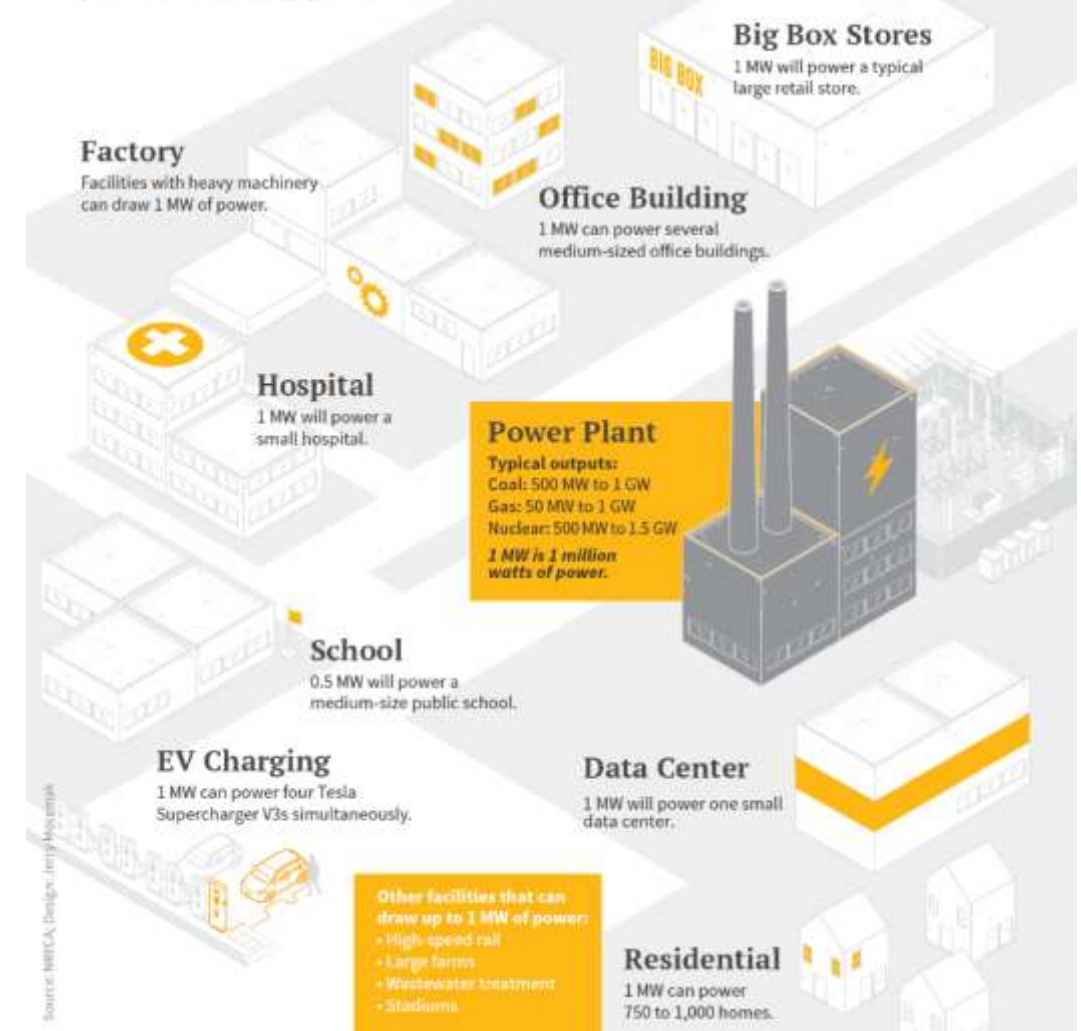 Big Box Stores
1 MW will power a typical
large retail store.
BIG BOX
Factory
Facilities with heavy machinery
can draw 1 MW of power.
Office Building
1 MW can power several
medium-sized office buildings.
Hospital
1 MW will power a
small hospital.
Power Plant
Typical outputs:
Coal: 500 MW to 1 GW
Gas: 50 MW to 1 GW
Nuclear: 500 MW to 1.5 GW
1 MW is 1 million
watts of power.
School
0.5 MW will power a
medium-size public school.
EV Charging
1 MW can power four Tesla
Supercharger V3s simultaneously.
Data Center
1 MW will power one small
data center.
Other facilities that can
draw up to 1 MW of power:
• High-speed rail
• Large farms
• Wastewater treatment
• Stadiums
Residential
1 MW can power
750 to 1,000 homes.
Source: NRECA; Design: Jerry